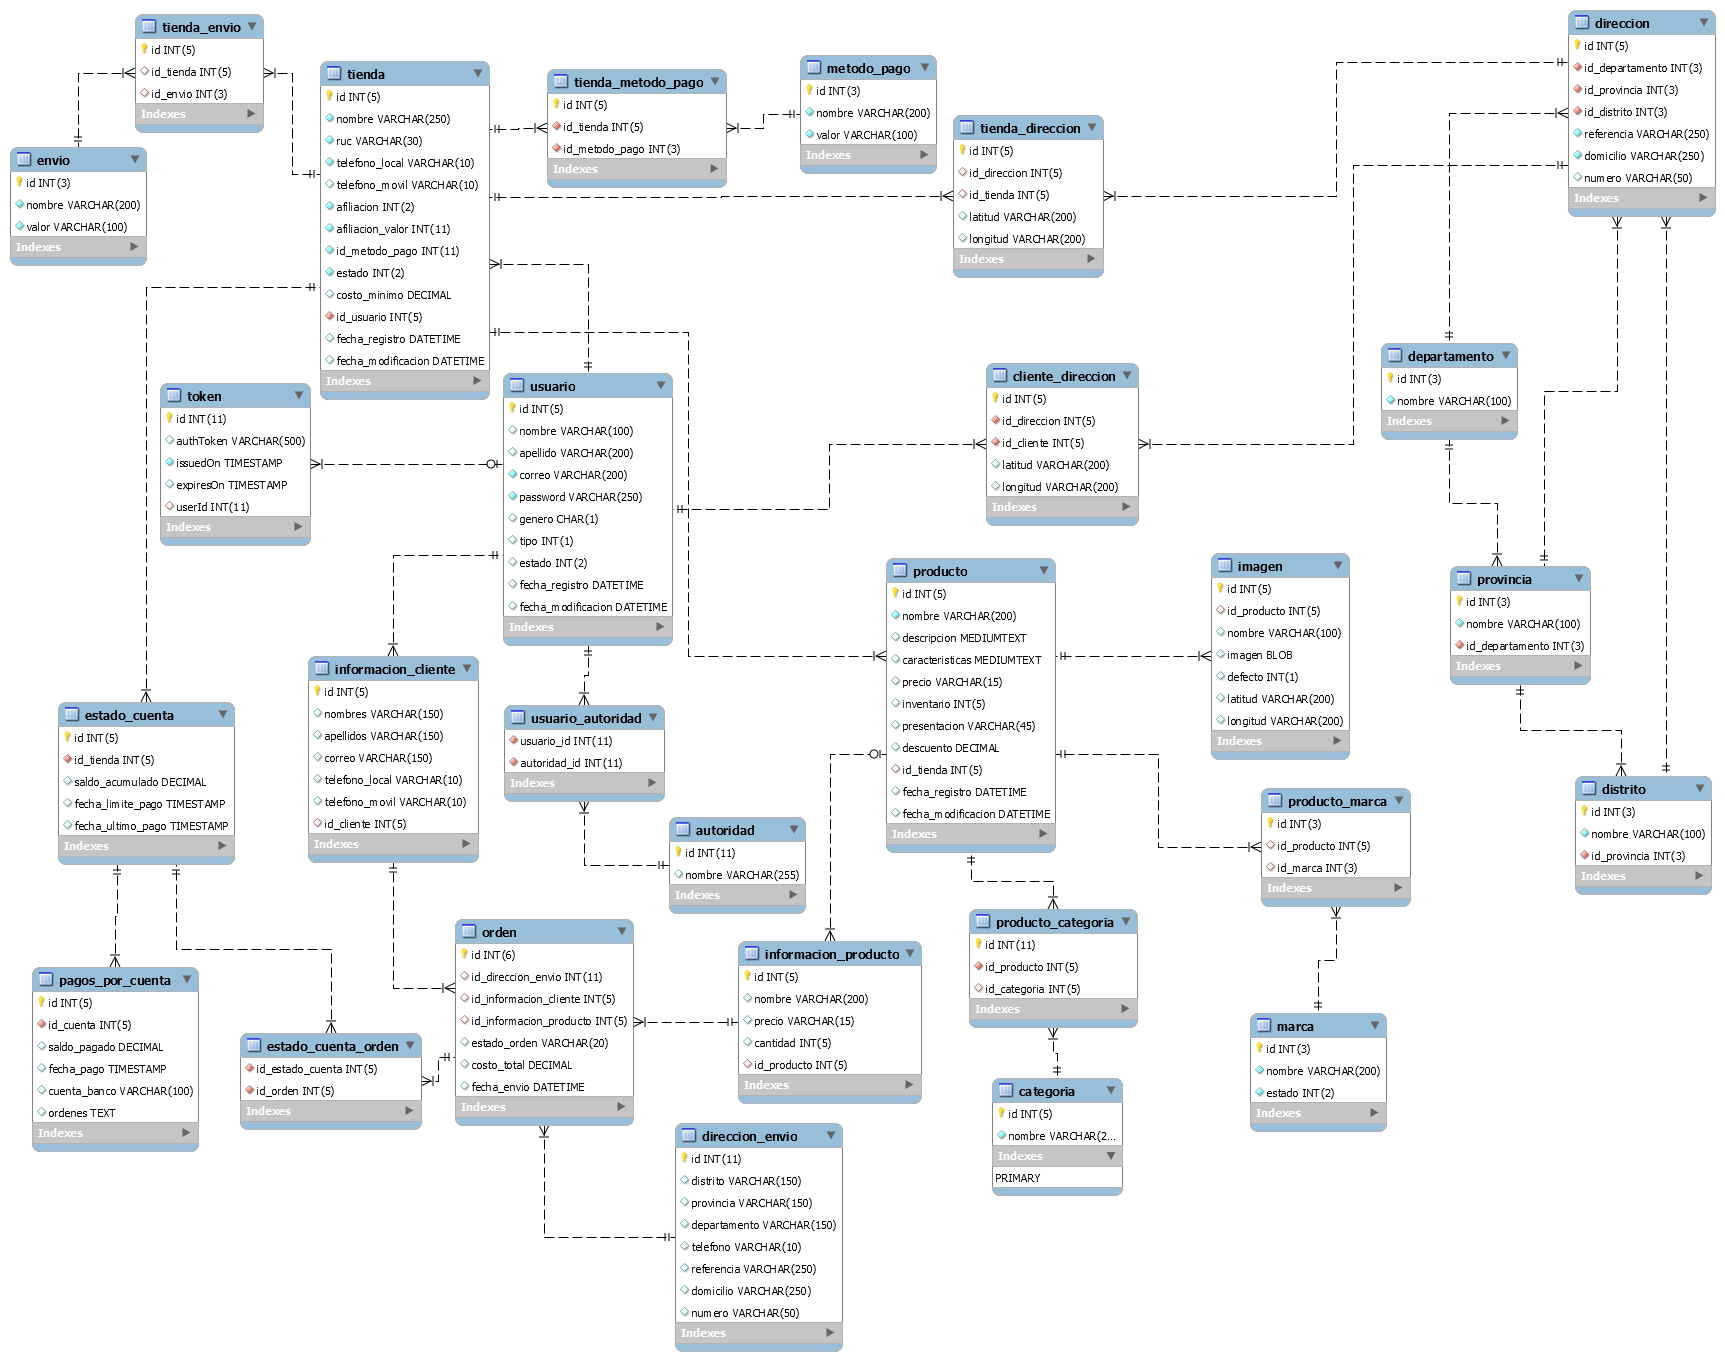 tienda_envio
id INT(5)
id_tienda INT(5)
id_envio INT(3)
Indexes
envio
id INT(3)
nombre VARCHAR(200)
valor VARCHAR(100)
Indexes
tienda
id INT(5)
nombre VARCHAR(250)
ruc VARCHAR(30)
telefono_local VARCHAR(10)
telefono_movil VARCHAR(10)
afiliacion INT(2)
afiliacion_valor INT(11)
id_metodo_pago INT(11)
estado INT(2)
costo_minimo DECIMAL
id_usuario INT(5)
fecha_registro DATETIME
fecha_modificacion DATETIME
Indexes
tienda_metodo_pago
id INT(5)
id_tienda INT(5)
id_metodo_pago INT(3)
Indexes
metodo_pago
id INT(3)
nombre VARCHAR(200)
valor VARCHAR(100)
Indexes
tienda_direccion
id INT(5)
id_direccion INT(5)
id_tienda INT(5)
latitud VARCHAR(200)
longitud VARCHAR(200)
Indexes
direccion
id INT(5)
id_departamento INT(3)
id_provincia INT(3)
id_distrito INT(3)
referencia VARCHAR(250)
domicilio VARCHAR(250)
numero VARCHAR(50)
Indexes
token
id INT(11)
authToken VARCHAR(500)
issuedOn TIMESTAMP
expiresOn TIMESTAMP
userId INT(11)
Indexes
usuario
id INT(5)
nombre VARCHAR(100)
apellido VARCHAR(200)
correo VARCHAR(200)
password VARCHAR(250)
genero CHAR(1)
tipo INT(1)
estado INT(2)
fecha_registro DATETIME
fecha_modificacion DATETIME
Indexes
cliente_direccion
id INT(5)
id_direccion INT(5)
id_cliente INT(5)
latitud VARCHAR(200)
longitud VARCHAR(200)
Indexes
departamento
id INT(3)
nombre VARCHAR(100)
Indexes
producto
id INT(5)
nombre VARCHAR(200)
descripcion MEDIUMTEXT
caracteristicas MEDIUMTEXT
precio VARCHAR(15)
inventario INT(5)
presentacion VARCHAR(45)
descuento DECIMAL
id_tienda INT(5)
fecha_registro DATETIME
fecha_modificacion DATETIME
Indexes
imagen
id INT(5)
id_producto INT(5)
nombre VARCHAR(100)
imagen BLOB
defecto INT(1)
latitud VARCHAR(200)
longitud VARCHAR(200)
Indexes
provincia
id INT(3)
nombre VARCHAR(100)
id_departamento INT(3)
Indexes
informacion_cliente
id INT(5)
nombres VARCHAR(150)
apellidos VARCHAR(150)
correo VARCHAR(150)
telefono_local VARCHAR(10)
telefono_movil VARCHAR(10)
id_cliente INT(5)
Indexes
estado_cuenta
id INT(5)
id_tienda INT(5)
saldo_acumulado DECIMAL
fecha_limite_pago TIMESTAMP
fecha_ultimo_pago TIMESTAMP
Indexes
usuario_autoridad
usuario_id INT(11)
autoridad_id INT(11)
Indexes
autoridad
id INT(11)
nombre VARCHAR(255)
Indexes
producto_marca
id INT(3)
id_producto INT(5)
id_marca INT(3)
Indexes
distrito
id INT(3)
nombre VARCHAR(100)
id_provincia INT(3)
Indexes
pagos_por_cuenta
id INT(5)
id_cuenta INT(5)
saldo_pagado DECIMAL
fecha_pago TIMESTAMP
cuenta_banco VARCHAR(100)
ordenes TEXT
Indexes
estado_cuenta_orden
id_estado_cuenta INT(5)
id_orden INT(5)
Indexes
orden
id INT(6)
id_direccion_envio INT(11)
id_informacion_cliente INT(5)
id_informacion_producto INT(5)
estado_orden VARCHAR(20)
costo_total DECIMAL
fecha_envio DATETIME
Indexes
informacion_producto
id INT(5)
nombre VARCHAR(200)
precio VARCHAR(15)
cantidad INT(5)
id_producto INT(5)
Indexes
producto_categoria
id INT(11)
id_producto INT(5)
id_categoria INT(5)
Indexes
marca
id INT(3)
nombre VARCHAR(200)
estado INT(2)
Indexes
categoria
id INT(5)
nombre VARCHAR(2...
Indexes
PRIMARY
direccion_envio
id INT(11)
distrito VARCHAR(150)
provincia VARCHAR(150)
departamento VARCHAR(150)
telefono VARCHAR(10)
referencia VARCHAR(250)
domicilio VARCHAR(250)
numero VARCHAR(50)
Indexes